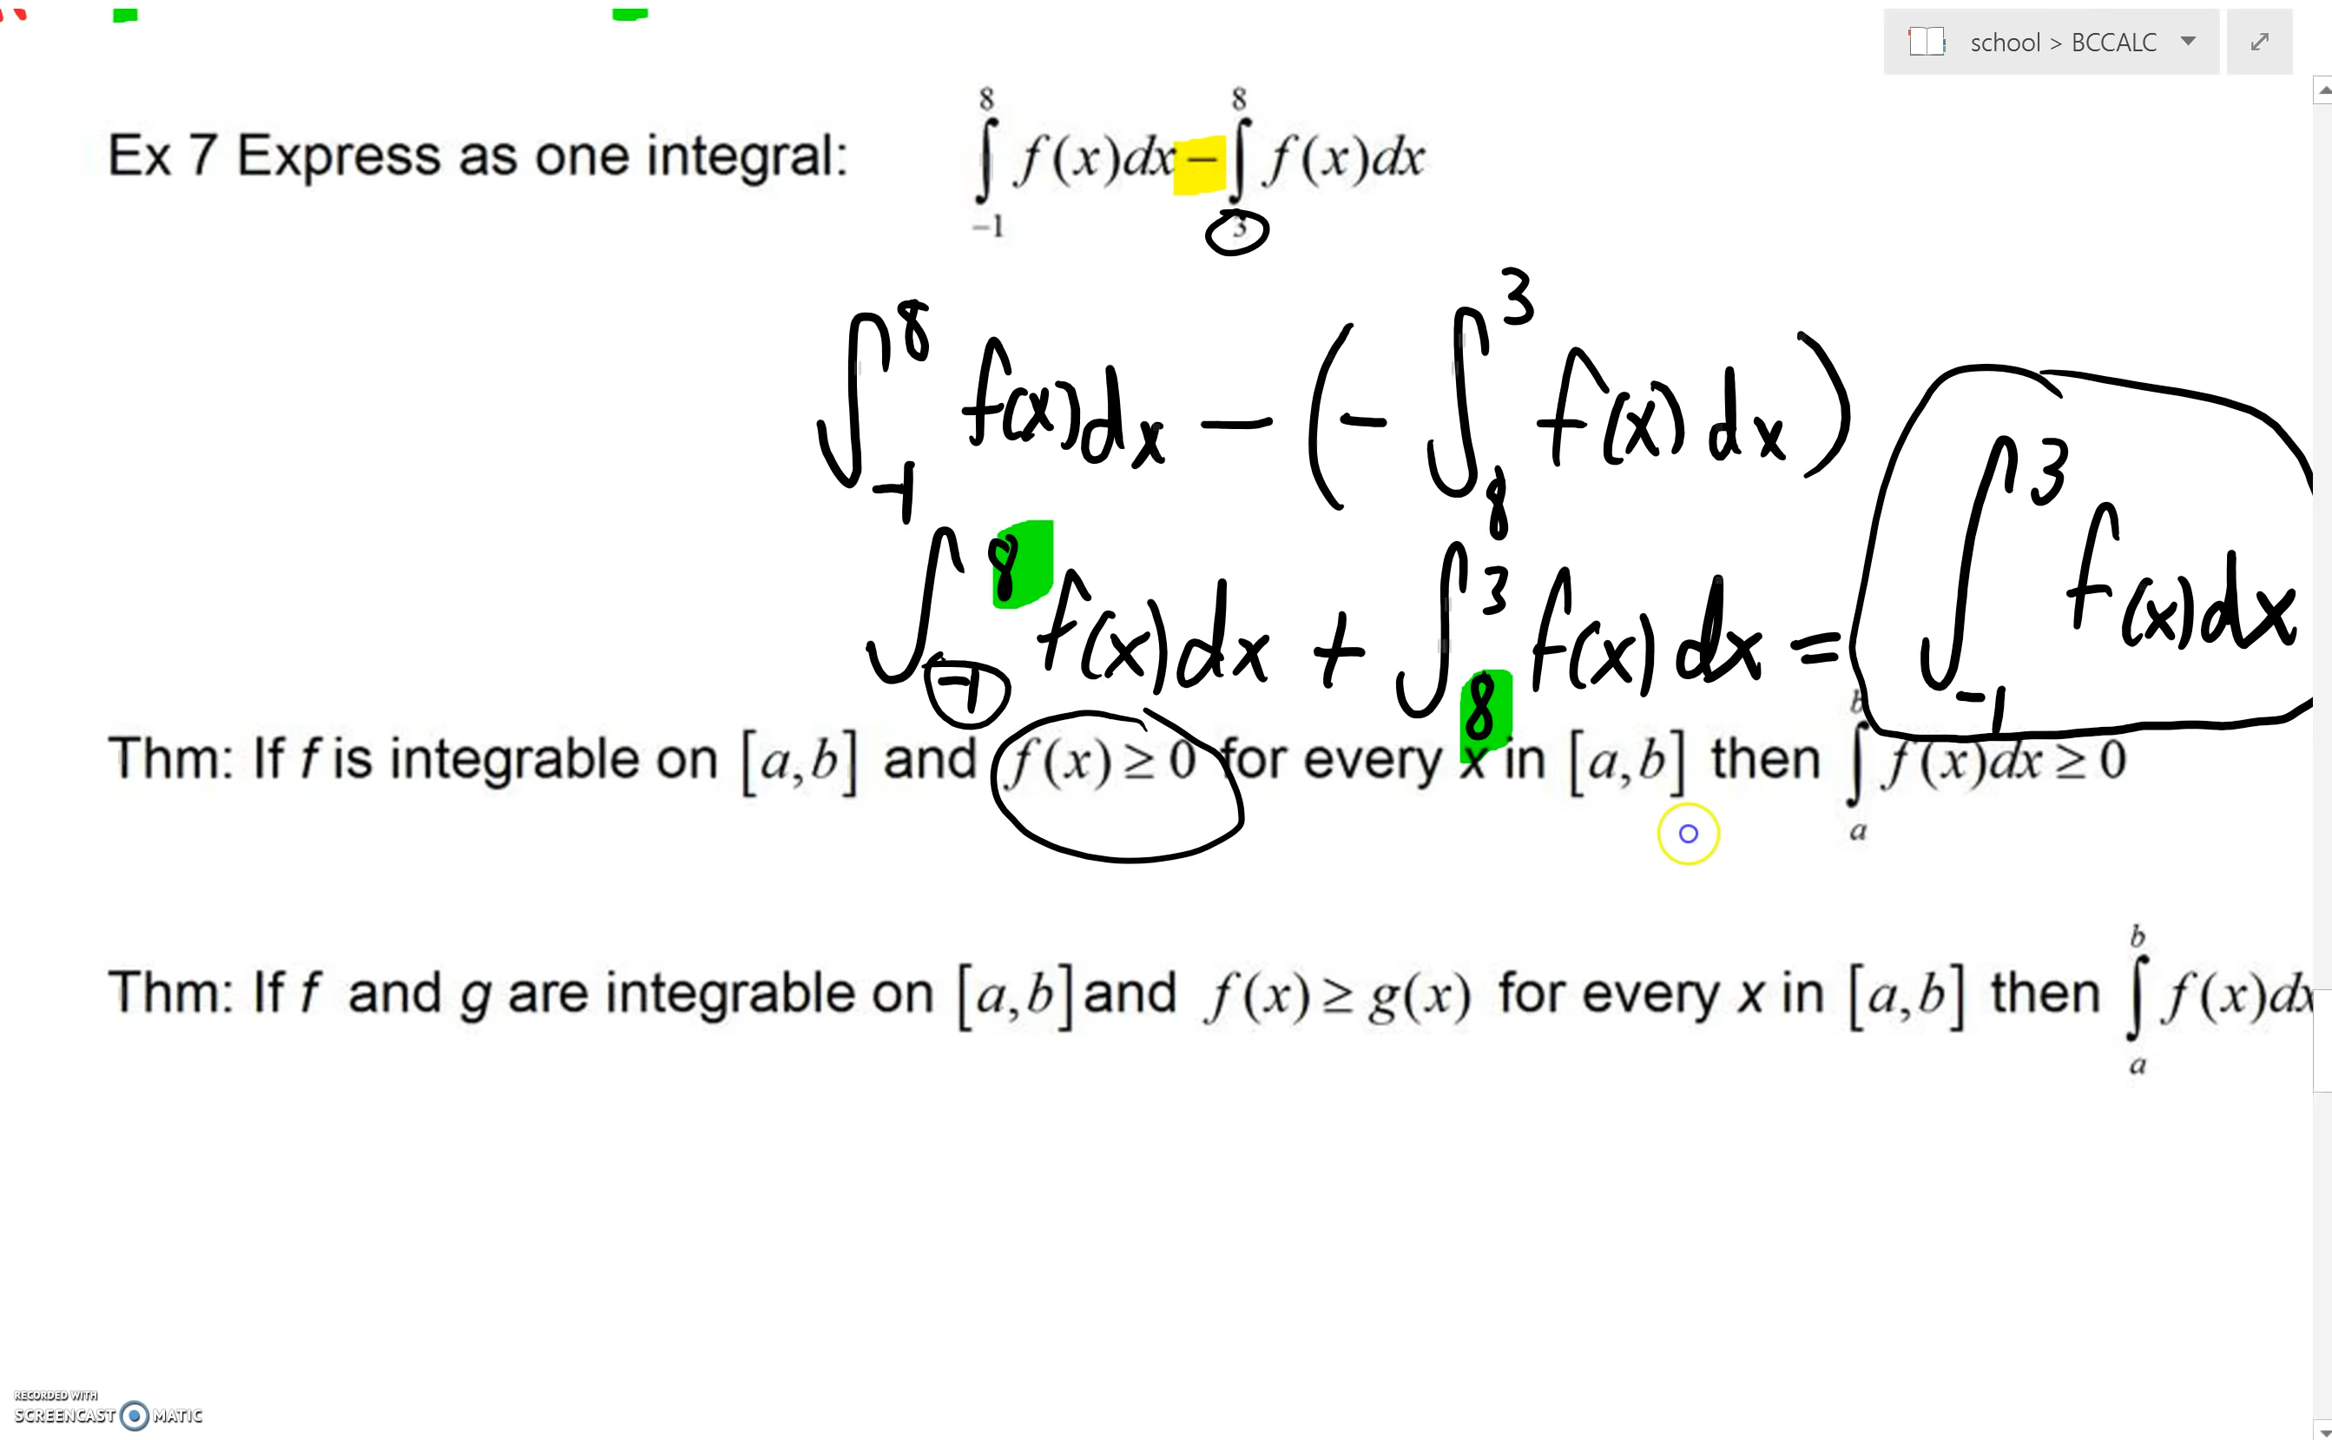 school > BCCALC
Ex 7 Express as one integral: ∫_{-1}^{8} f(x)dx − ∫_{3}^{8} f(x)dx
∫_{-1}^{8} f(x)dx − (−∫_{8}^{3} f(x)dx)
∫_{-1}^{8} f(x)dx + ∫_{8}^{3} f(x)dx = ∫_{-1}^{3} f(x)dx
Thm: If f is integrable on [a,b] and f(x) ≥ 0 for every x in [a,b] then ∫_{a}^{b} f(x)dx ≥ 0
Thm: If f and g are integrable on [a,b] and f(x) ≥ g(x) for every x in [a,b] then ∫_{a}^{b} f(x)dx
RECORDED WITH
SCREENCAST MATIC